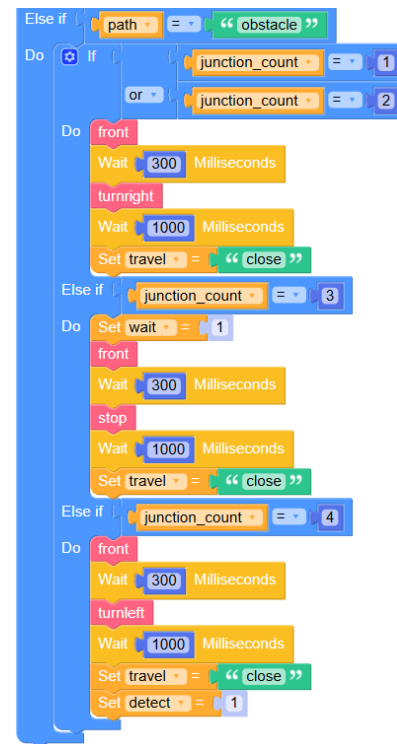 Else if path = “ obstacle ”
Do If junction_count = 1
or junction_count = 2
Do front
Wait 300 Milliseconds
turnright
Wait 1000 Milliseconds
Set travel = “ close ”
Else if junction_count = 3
Do Set wait = 1
front
Wait 300 Milliseconds
stop
Wait 1000 Milliseconds
Set travel = “ close ”
Else if junction_count = 4
Do front
Wait 300 Milliseconds
turnleft
Wait 1000 Milliseconds
Set travel = “ close ”
Set detect = 1